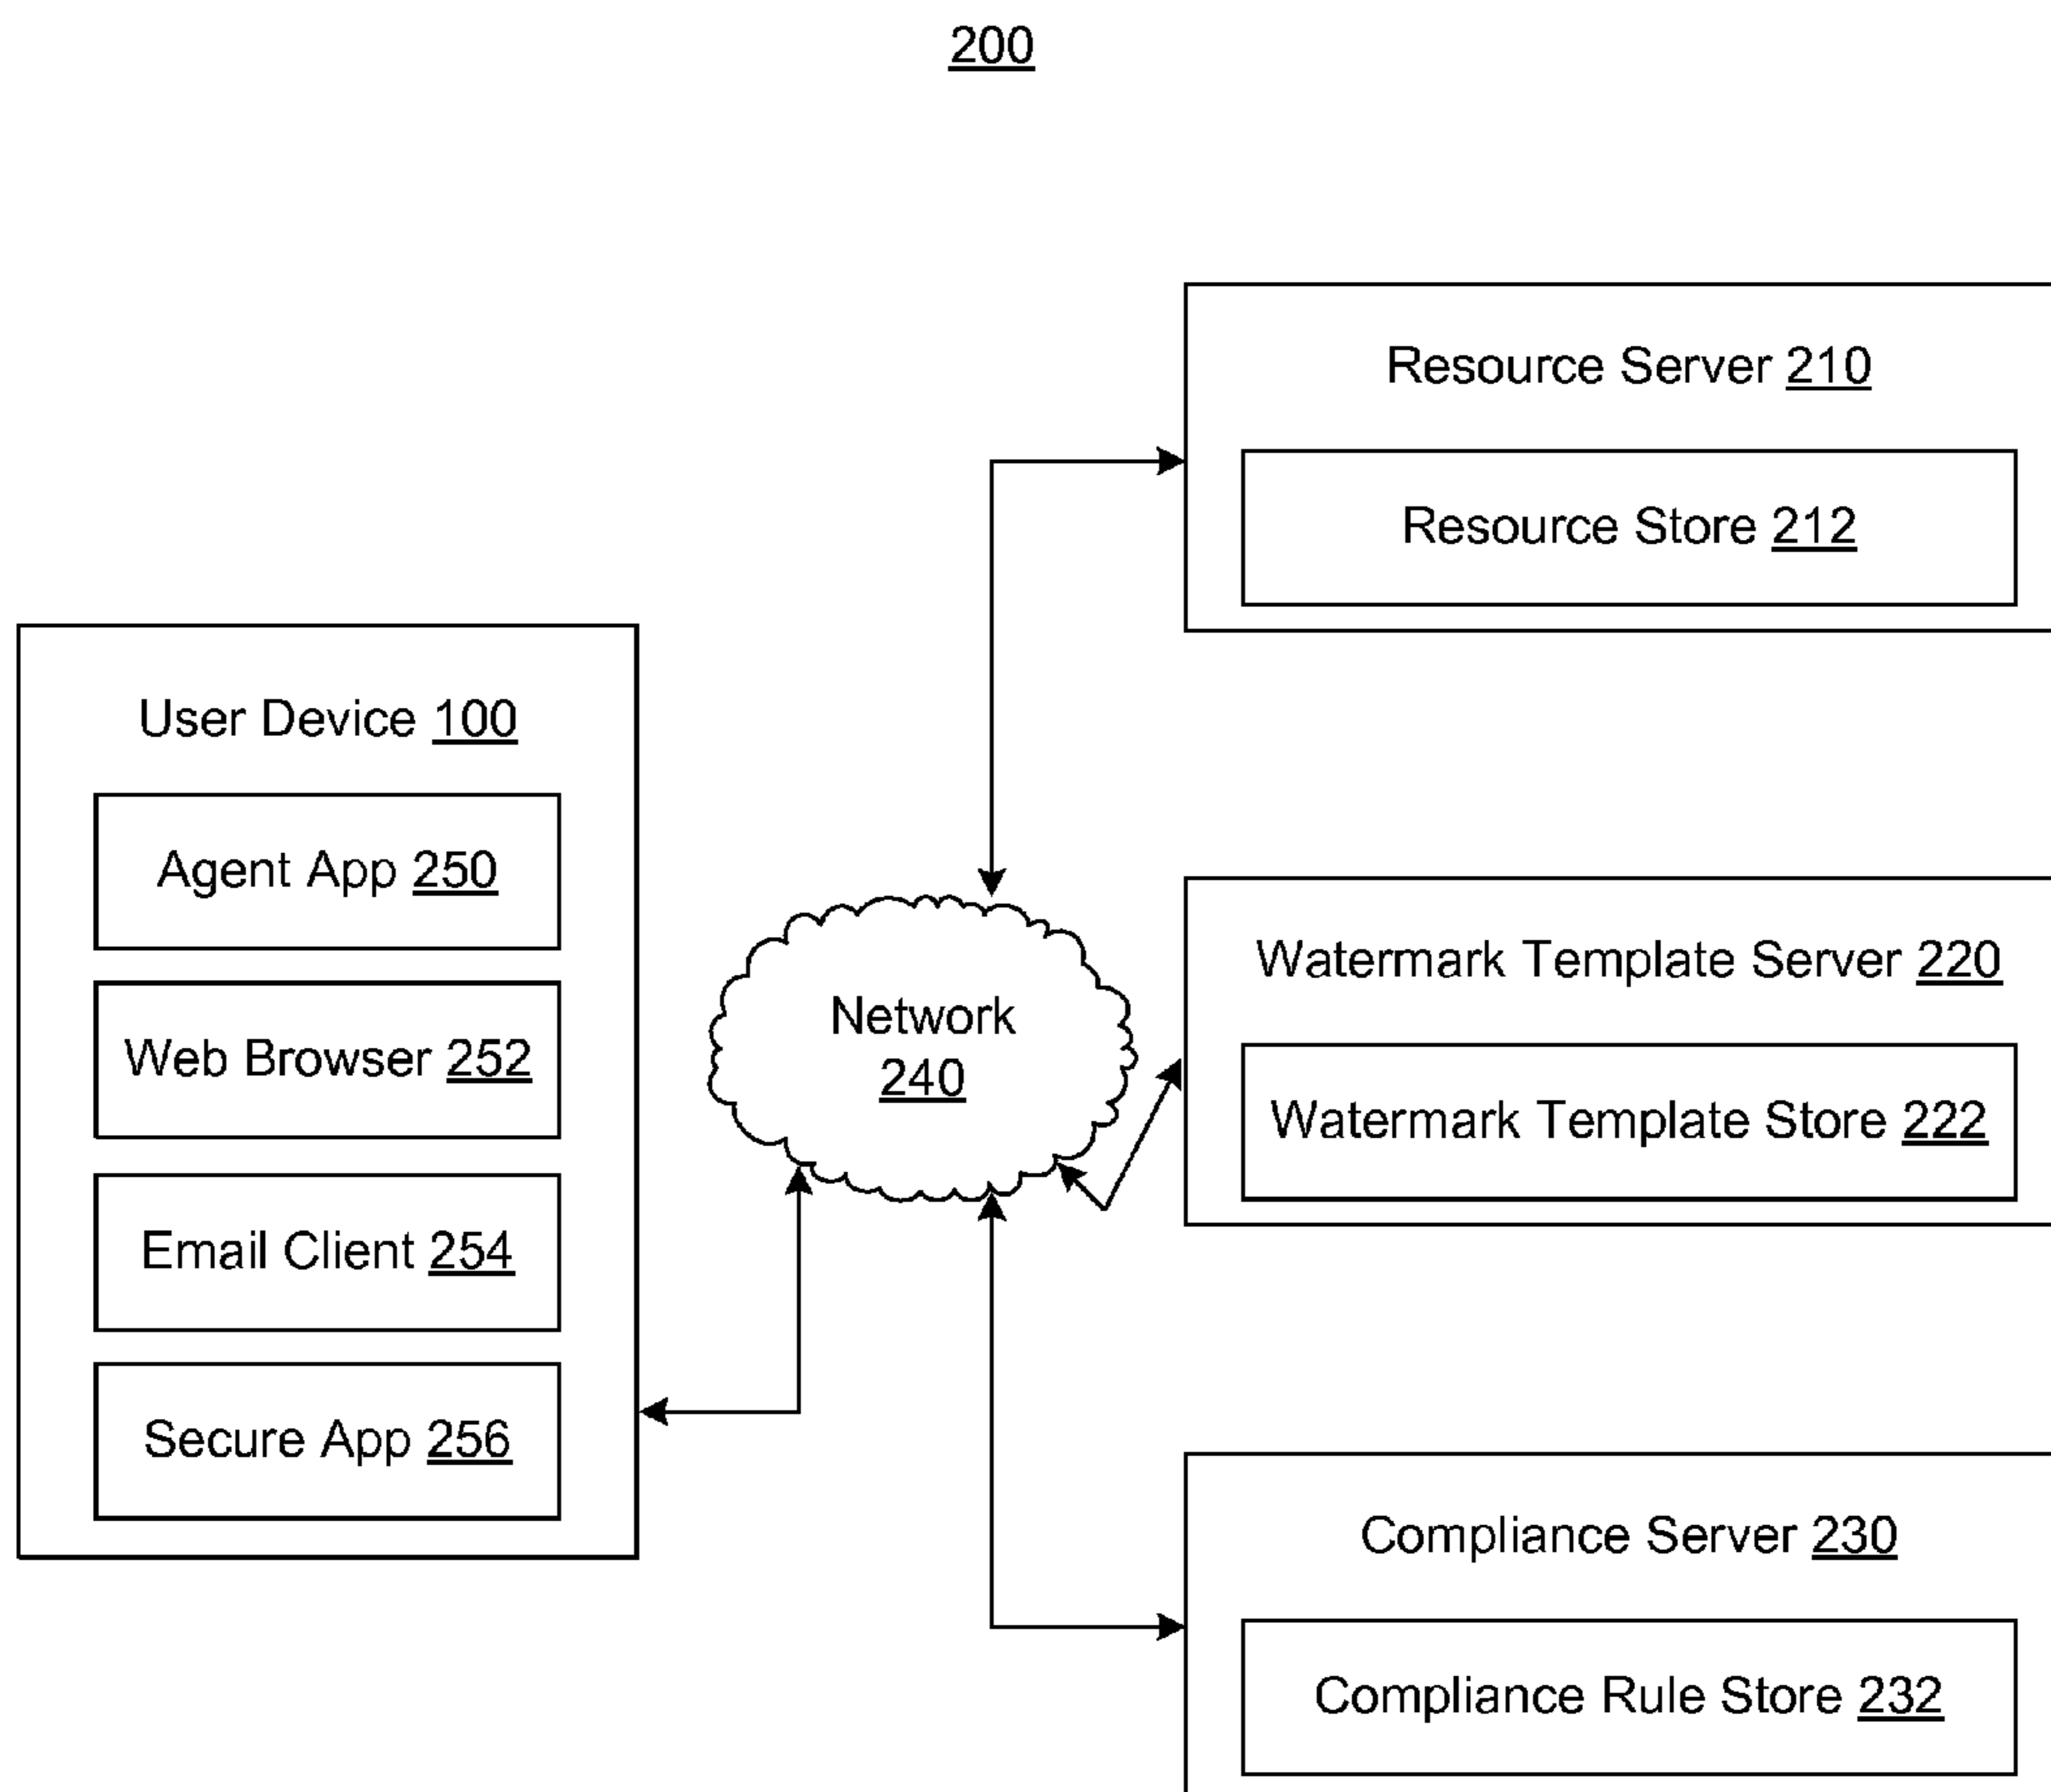 200
Resource Server 210
Resource Store 212
User Device 100
Agent App 250
Web Browser 252
Email Client 254
Secure App 256
Network
240
Watermark Template Server 220
Watermark Template Store 222
Compliance Server 230
Compliance Rule Store 232